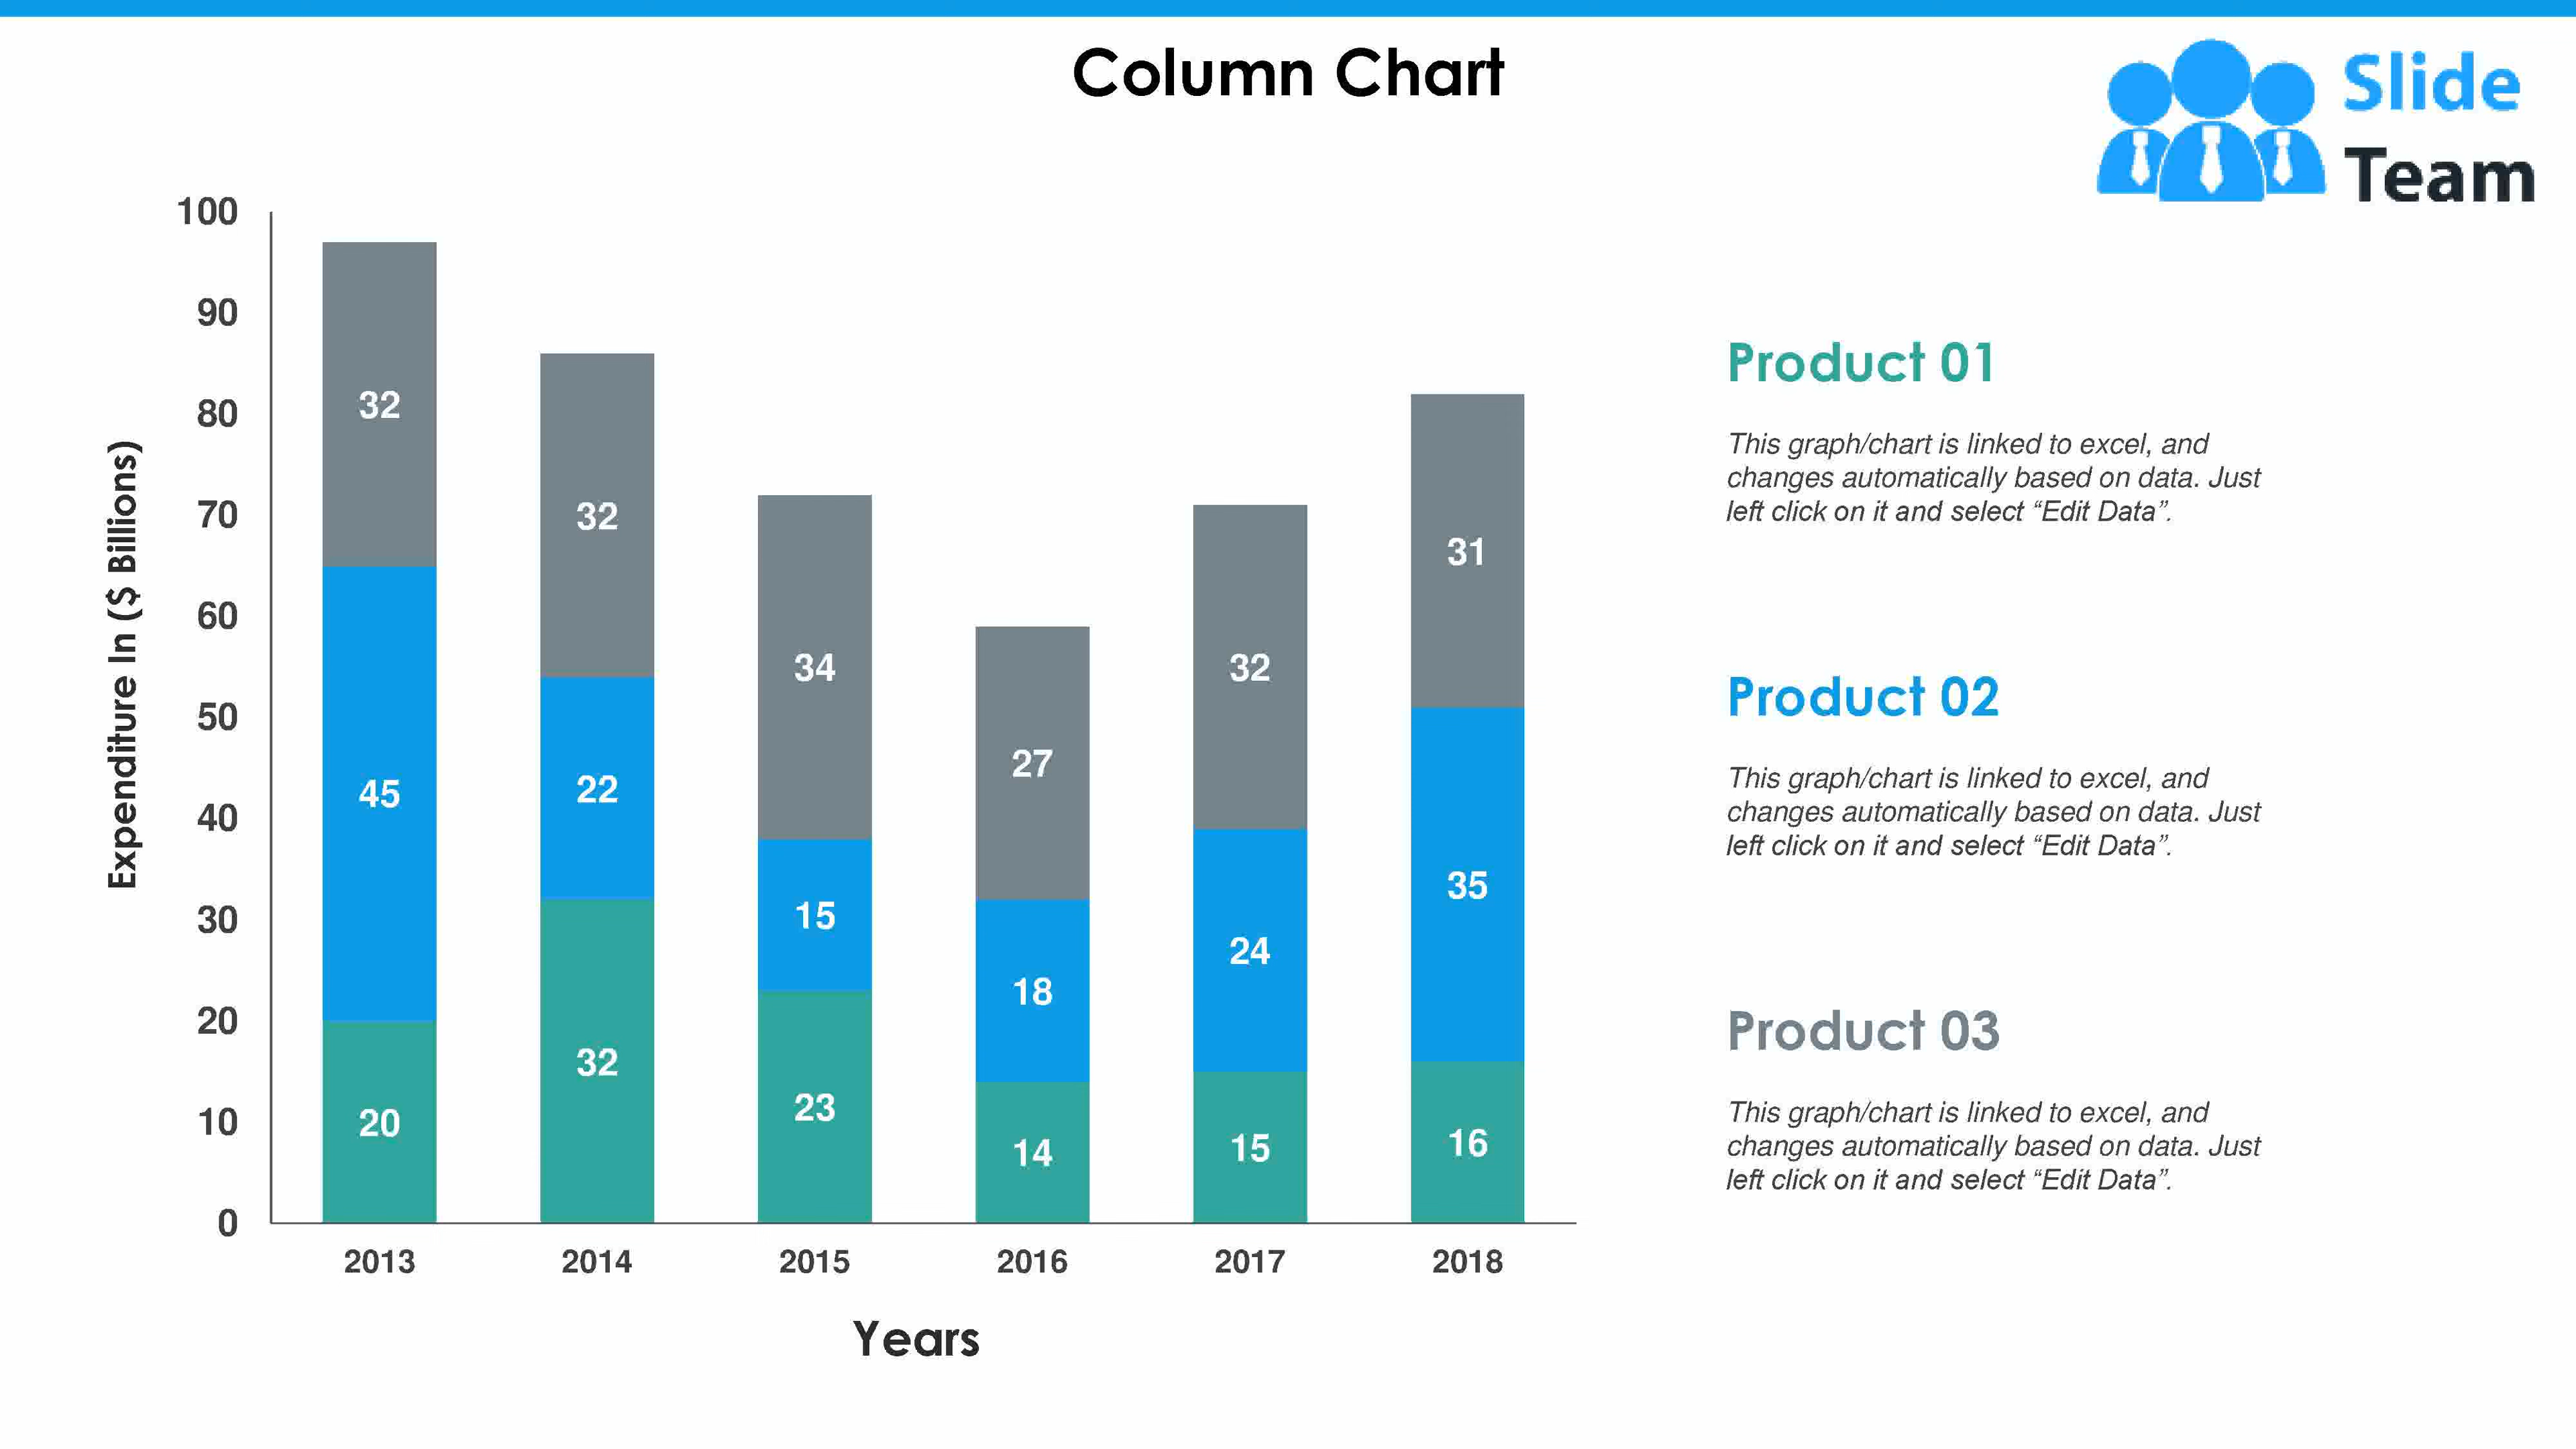 Column Chart
Slide
Team
Expenditure In ($ Billions)
100
90
80
70
60
50
40
30
20
10
0
32
45
20
32
22
32
34
15
23
27
18
14
32
24
15
31
35
16
2013
2014
2015
2016
2017
2018
Years
Product 01
This graph/chart is linked to excel, and
changes automatically based on data. Just
left click on it and select “Edit Data”.
Product 02
This graph/chart is linked to excel, and
changes automatically based on data. Just
left click on it and select “Edit Data”.
Product 03
This graph/chart is linked to excel, and
changes automatically based on data. Just
left click on it and select “Edit Data”.